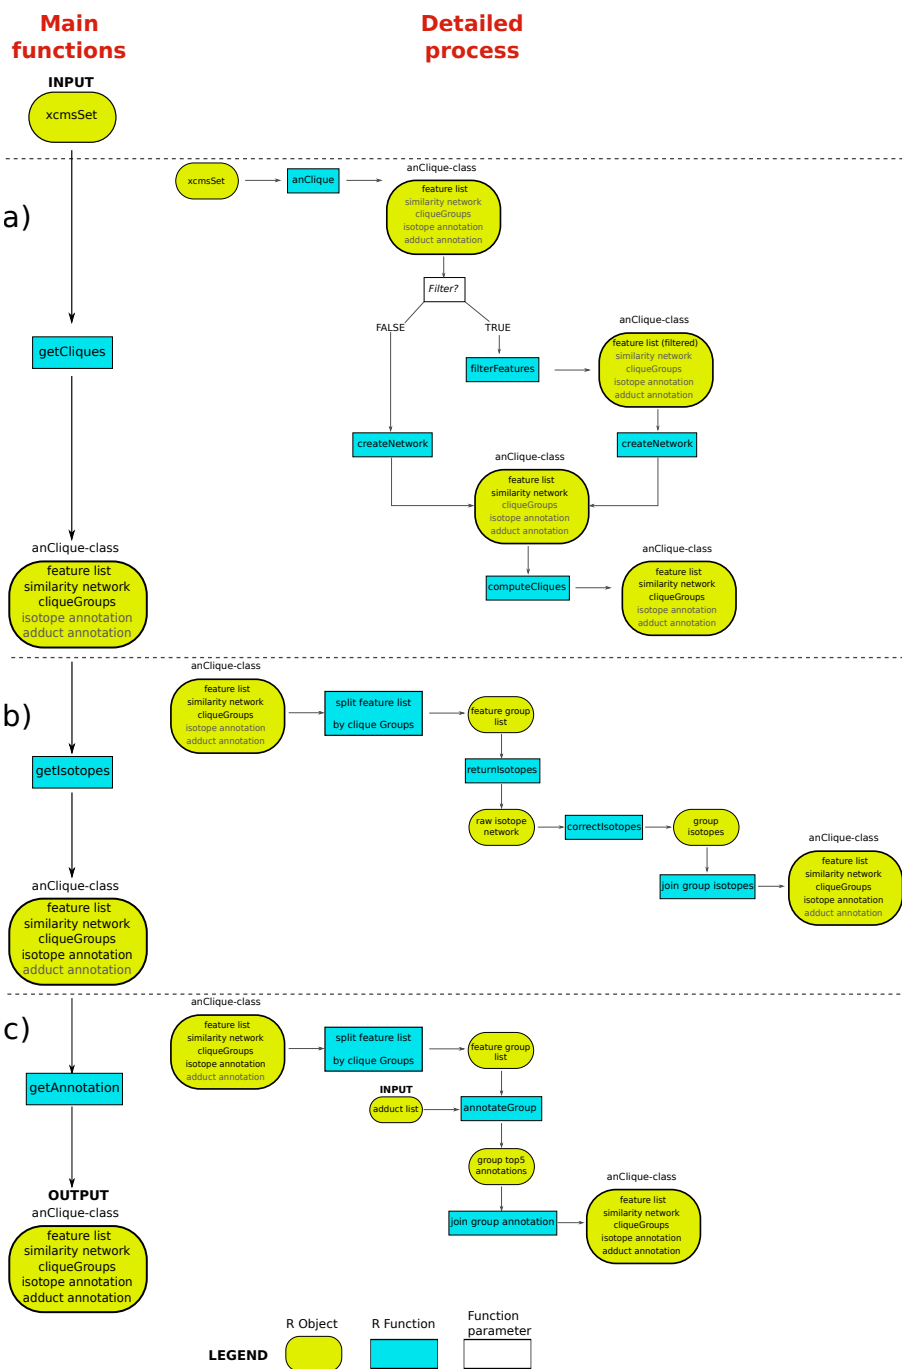 Main
functions
Detailed
process
INPUT
xcmsSet
a)
xcmsSet
anClique
anClique-class
feature list
similarity network
cliqueGroups
isotope annotation
adduct annotation
Filter?
FALSE
TRUE
filterFeatures
anClique-class
feature list (filtered)
similarity network
cliqueGroups
isotope annotation
adduct annotation
getCliques
createNetwork
createNetwork
anClique-class
feature list
similarity network
cliqueGroups
isotope annotation
adduct annotation
computeCliques
anClique-class
feature list
similarity network
cliqueGroups
isotope annotation
adduct annotation
anClique-class
feature list
similarity network
cliqueGroups
isotope annotation
adduct annotation
b)
anClique-class
feature list
similarity network
cliqueGroups
isotope annotation
adduct annotation
split feature list
by clique Groups
feature group
list
getIsotopes
returnIsotopes
raw isotope
network
correctIsotopes
group
isotopes
join group isotopes
anClique-class
feature list
similarity network
cliqueGroups
isotope annotation
adduct annotation
anClique-class
feature list
similarity network
cliqueGroups
isotope annotation
adduct annotation
c)
anClique-class
feature list
similarity network
cliqueGroups
isotope annotation
adduct annotation
split feature list
by clique Groups
feature group
list
getAnnotation
INPUT
adduct list
annotateGroup
group top5
annotations
join group annotation
anClique-class
feature list
similarity network
cliqueGroups
isotope annotation
adduct annotation
OUTPUT
anClique-class
feature list
similarity network
cliqueGroups
isotope annotation
adduct annotation
LEGEND
R Object
R Function
Function
parameter